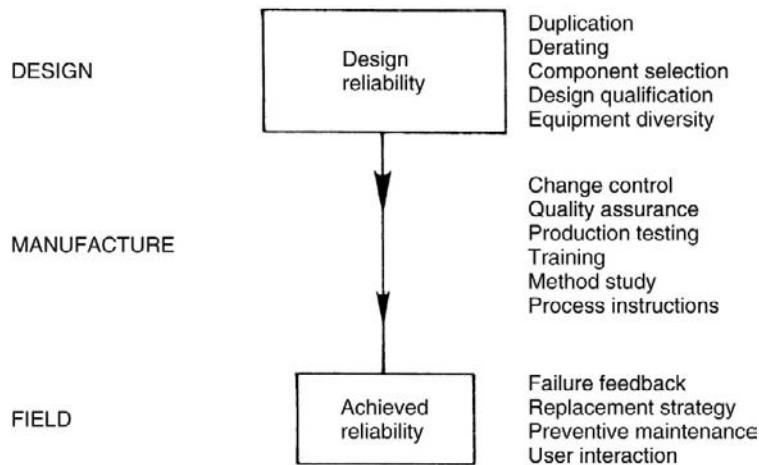 DESIGN
Design
reliability
Duplication
Derating
Component selection
Design qualification
Equipment diversity
MANUFACTURE
Change control
Quality assurance
Production testing
Training
Method study
Process instructions
FIELD
Achieved
reliability
Failure feedback
Replacement strategy
Preventive maintenance
User interaction